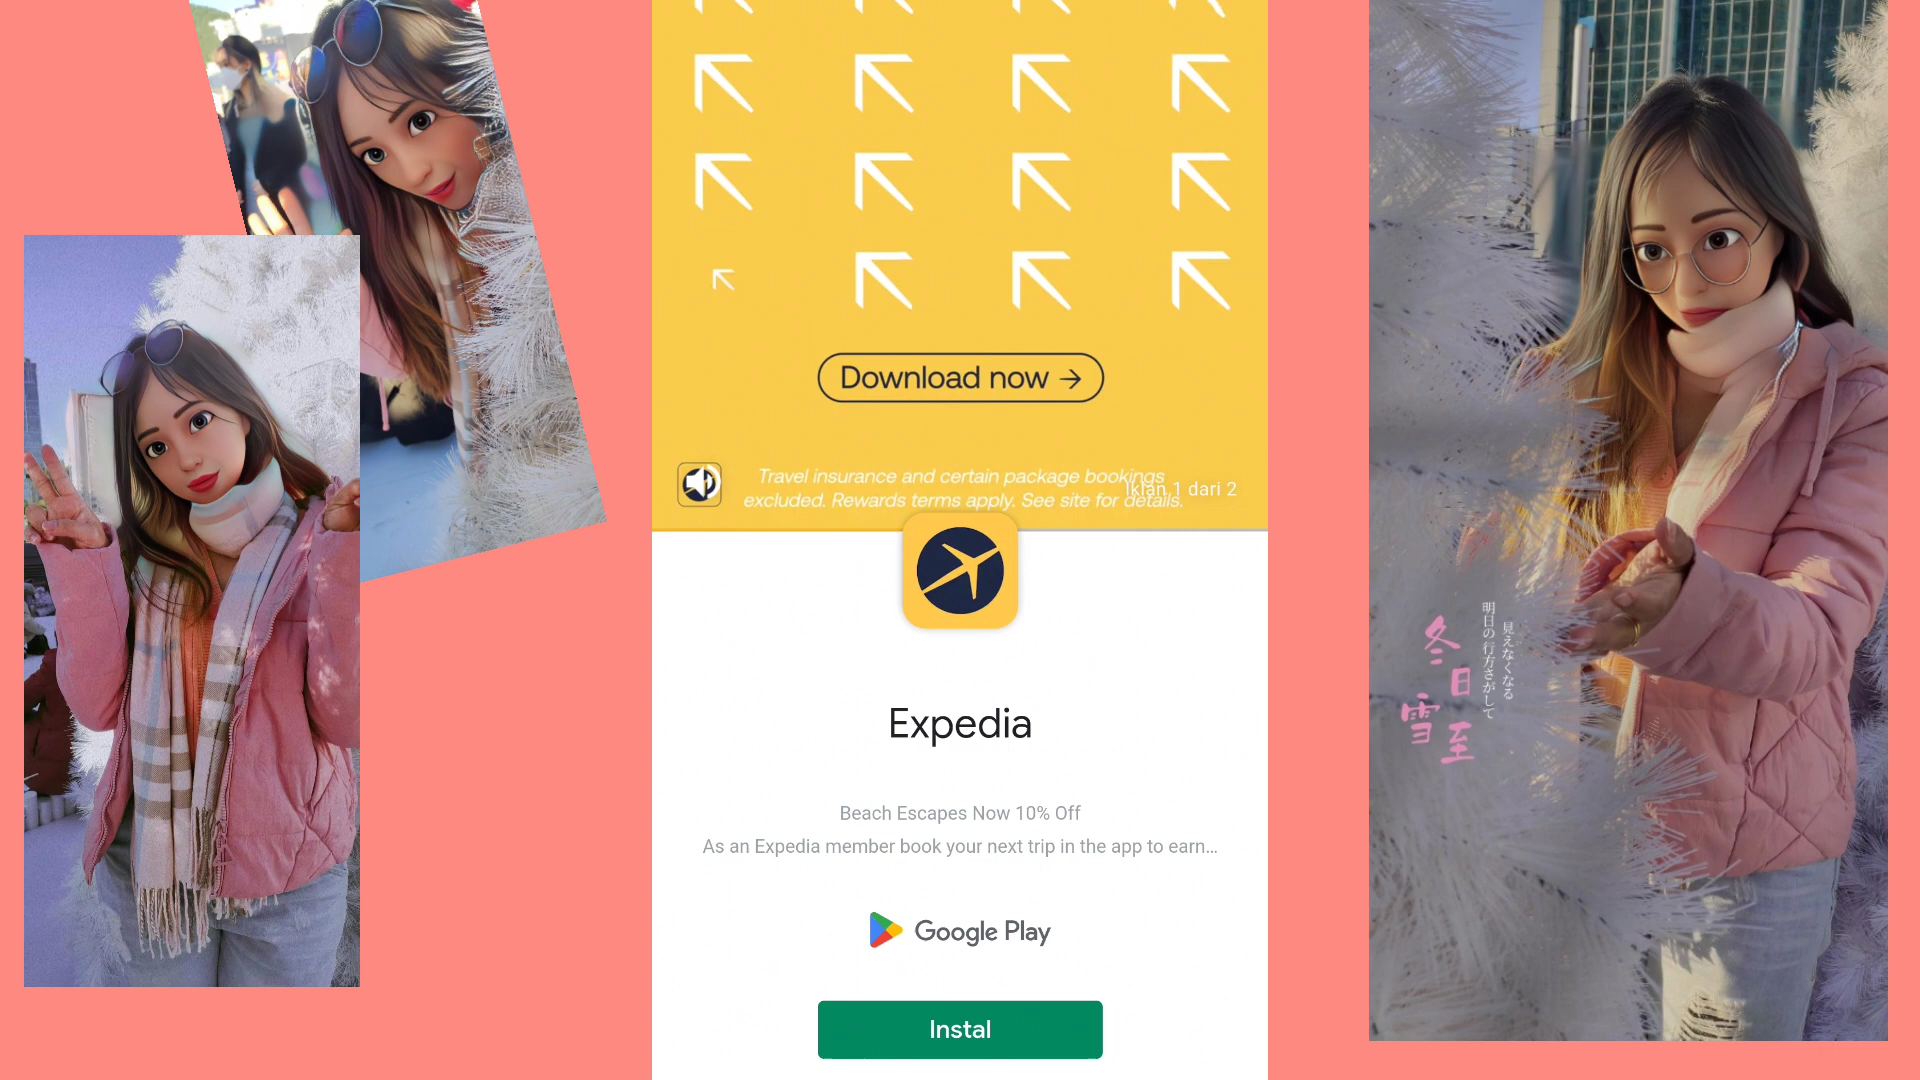 Download now →
Travel insurance and certain package bookings
excluded. Rewards terms apply. See site for details.
Iklan 1 dari 2
Expedia
Beach Escapes Now 10% Off
As an Expedia member book your next trip in the app to earn...
Google Play
Instal
見えなくなる
明日の行方さがして
冬日
雪至